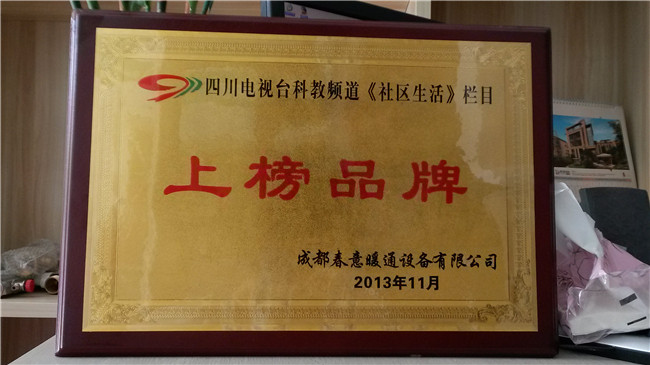 四川电视台科教频道《社区生活》栏目
上榜品牌
成都春意暖通设备有限公司
2013年11月